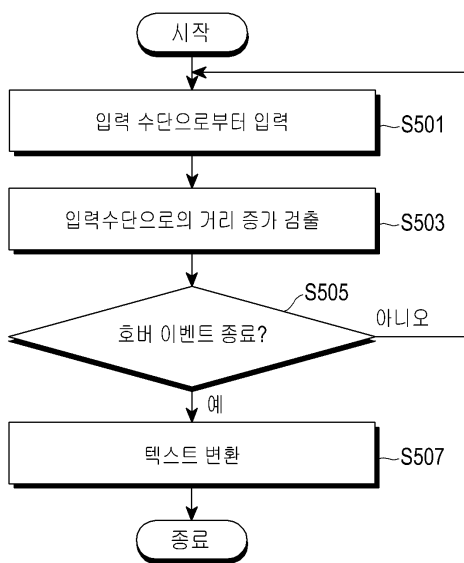 시작
입력 수단으로부터 입력
S501
입력수단으로의 거리 증가 검출
S503
S505
호버 이벤트 종료?
아니오
예
텍스트 변환
S507
종료